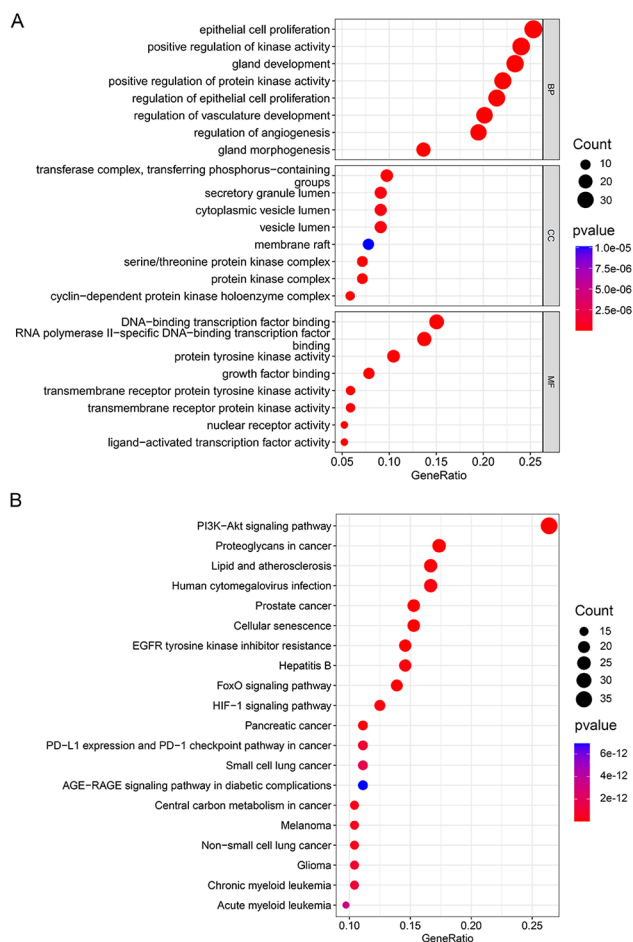 A
epithelial cell proliferation
positive regulation of kinase activity
gland development
positive regulation of protein kinase activity
regulation of epithelial cell proliferation
regulation of vasculature development
regulation of angiogenesis
gland morphogenesis
BP
transferase complex, transferring phosphorus−containing
groups
secretory granule lumen
cytoplasmic vesicle lumen
vesicle lumen
membrane raft
serine/threonine protein kinase complex
protein kinase complex
cyclin−dependent protein kinase holoenzyme complex
CC
DNA−binding transcription factor binding
RNA polymerase II−specific DNA−binding transcription factor
binding
protein tyrosine kinase activity
growth factor binding
transmembrane receptor protein tyrosine kinase activity
transmembrane receptor protein kinase activity
nuclear receptor activity
ligand−activated transcription factor activity
MF
0.05 0.10 0.15 0.20 0.25
GeneRatio
Count
10
20
30
pvalue
1.0e−05
7.5e−06
5.0e−06
2.5e−06
B
PI3K−Akt signaling pathway
Proteoglycans in cancer
Lipid and atherosclerosis
Human cytomegalovirus infection
Prostate cancer
Cellular senescence
EGFR tyrosine kinase inhibitor resistance
Hepatitis B
FoxO signaling pathway
HIF−1 signaling pathway
Pancreatic cancer
PD−L1 expression and PD−1 checkpoint pathway in cancer
Small cell lung cancer
AGE−RAGE signaling pathway in diabetic complications
Central carbon metabolism in cancer
Melanoma
Non−small cell lung cancer
Glioma
Chronic myeloid leukemia
Acute myeloid leukemia
0.10 0.15 0.20 0.25
GeneRatio
Count
15
20
25
30
35
pvalue
6e−12
4e−12
2e−12